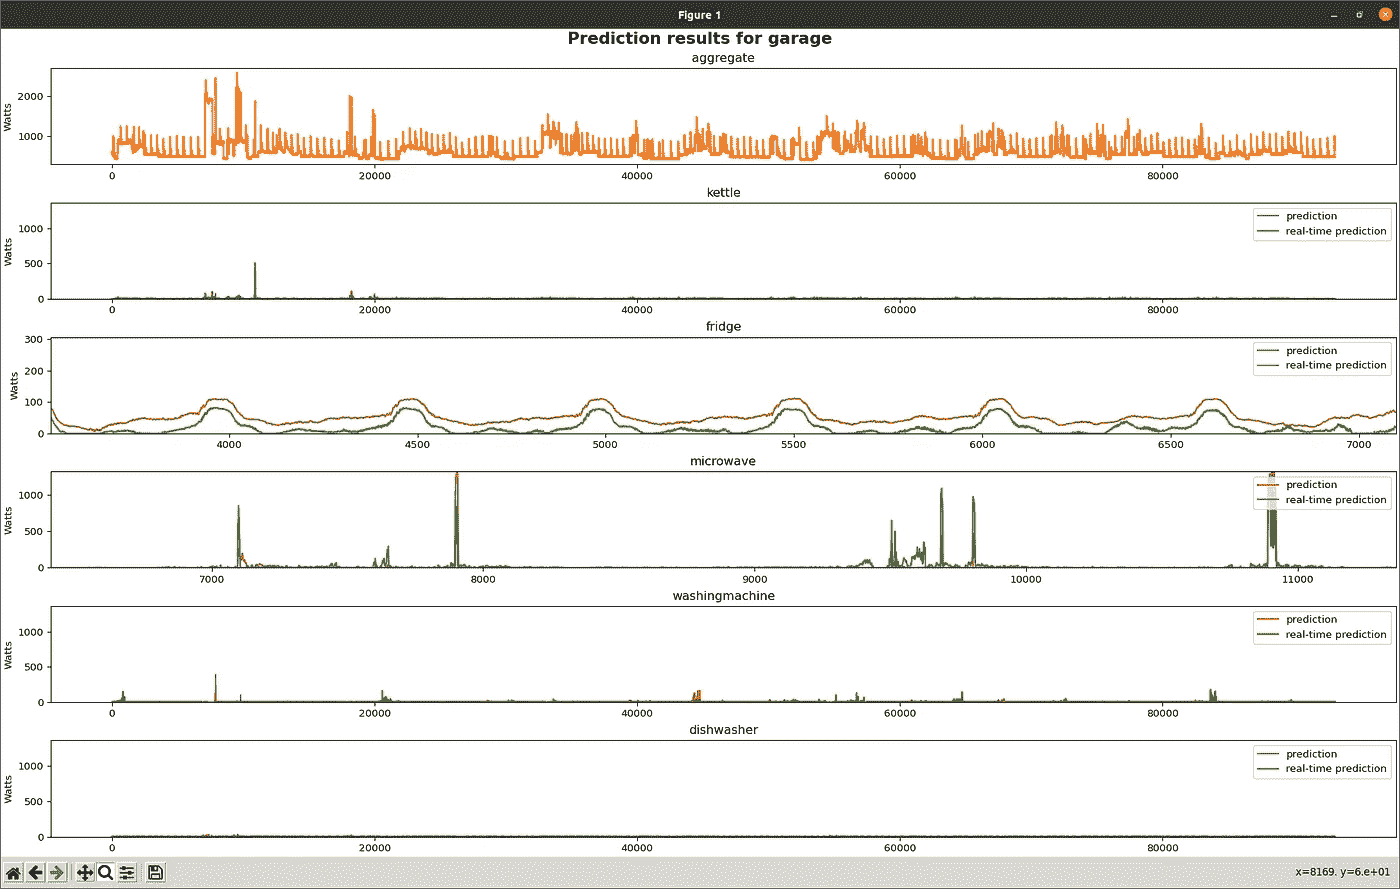 Figure 1
Prediction results for garage
aggregate
Watts
2000
1000
0 20000 40000 60000 80000
kettle
Watts
1000
500
0
prediction
real-time prediction
0 20000 40000 60000 80000
fridge
Watts
300
200
100
0
prediction
real-time prediction
4000 4500 5000 5500 6000 6500 7000
microwave
Watts
1000
500
0
prediction
real-time prediction
7000 8000 9000 10000 11000
washingmachine
Watts
1000
500
0
prediction
real-time prediction
0 20000 40000 60000 80000
dishwasher
Watts
1000
500
0
prediction
real-time prediction
0 20000 40000 60000 80000
x=8169. y=6.e+01